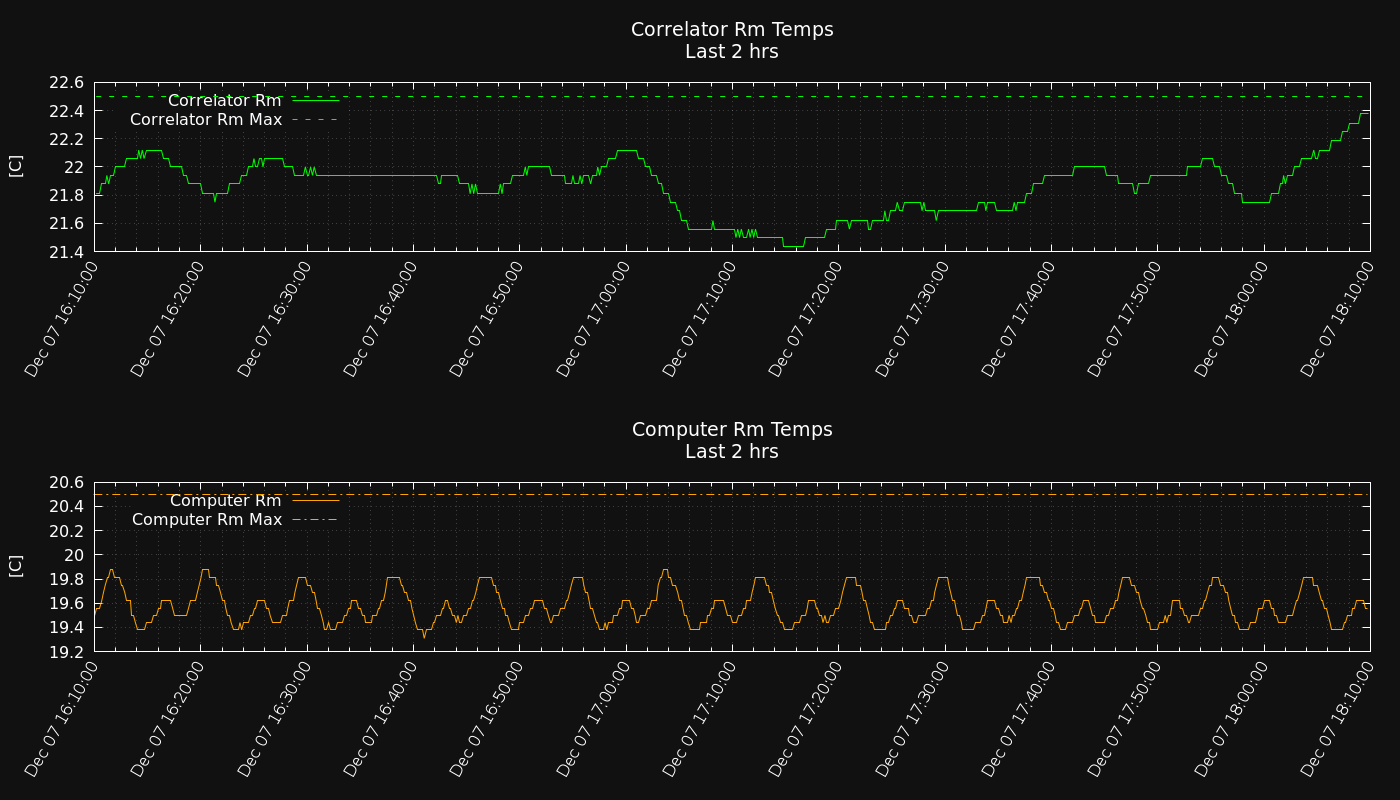 Correlator Rm Temps
Last 2 hrs
22.6
22.4
22.2
22
21.8
21.6
21.4
[C]
Correlator Rm
Correlator Rm Max
Dec 07 16:10:00
Dec 07 16:20:00
Dec 07 16:30:00
Dec 07 16:40:00
Dec 07 16:50:00
Dec 07 17:00:00
Dec 07 17:10:00
Dec 07 17:20:00
Dec 07 17:30:00
Dec 07 17:40:00
Dec 07 17:50:00
Dec 07 18:00:00
Dec 07 18:10:00
Computer Rm Temps
Last 2 hrs
20.6
20.4
20.2
20
19.8
19.6
19.4
19.2
[C]
Computer Rm
Computer Rm Max
Dec 07 16:10:00
Dec 07 16:20:00
Dec 07 16:30:00
Dec 07 16:40:00
Dec 07 16:50:00
Dec 07 17:00:00
Dec 07 17:10:00
Dec 07 17:20:00
Dec 07 17:30:00
Dec 07 17:40:00
Dec 07 17:50:00
Dec 07 18:00:00
Dec 07 18:10:00